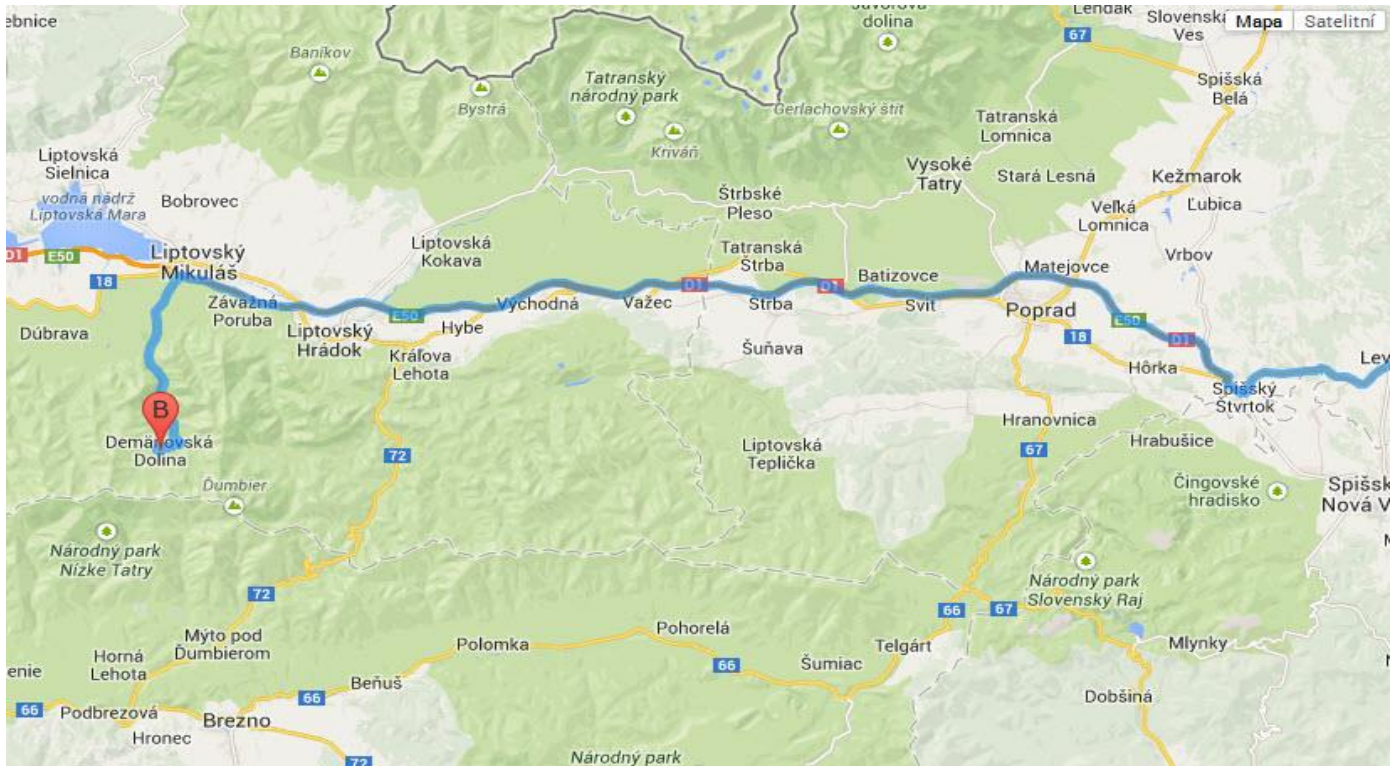 ebnice
Javorová
dolina
Lendak
67
Slovenská
Ves
Mapa
Satelitní
Baníkov
Bystrá
Tatranský
národný park
Gerlachovský štít
Kriváň
Spišská
Belá
Tatranská
Lomnica
Liptovská
Sielnica
vodná nádrž
Liptovská Mara
Bobrovec
Vysoké
Tatry
Stará Lesná
Kežmarok
Ľubica
Štrbské
Pleso
Veľká
Lomnica
D1
E50
18
Liptovský
Mikuláš
Liptovská
Kokava
Tatranská
Štrba
Batizovce
Matejovce
Vrbov
Závažná
Poruba
Liptovský
Hrádok
E50
Hybe
Východná
Važec
D1
Štrba
D1
Svit
Poprad
E50
18
D1
Dúbrava
Kráľova
Lehota
Šuňava
Hôrka
Lev
Spišský
Štvrtok
B
Demänovská
Dolina
Hranovnica
Hrabušice
72
Liptovská
Teplička
67
Ďumbier
Čingovské
hradisko
Spišsk
Nová V
Národný park
Nízke Tatry
Národný park
Slovenský Raj
72
66
67
Mýto pod
Ďumbierom
Polomka
Pohorelá
Telgárt
Mlynky
enie
Horná
Lehota
66
Šumiac
Beňuš
66
Dobšiná
66
Podbrezová
Brezno
Hronec
72
Národný park